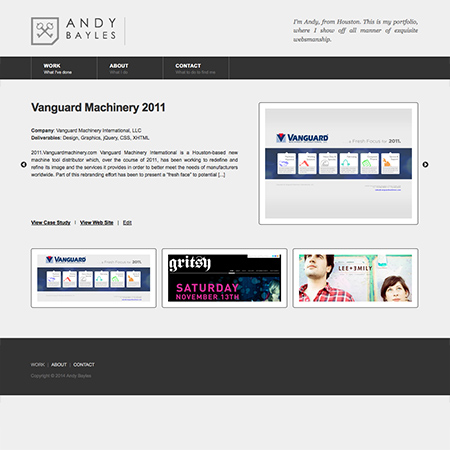 ANDY
BAYLES
I'm Andy, from Houston. This is my portfolio,
where I show off all manner of exquisite
websmanship.
WORK
What I've done
ABOUT
What I do
CONTACT
What to do to find me
Vanguard Machinery 2011
Company: Vanguard Machinery International, LLC
Deliverables: Design, Graphics, jQuery, CSS, XHTML
2011.Vanguardmachinery.com Vanguard Machinery International is a Houston-based new
machine tool distributor which, over the course of 2011, has been working to redefine and
refine its image and the services it provides in order to better meet the needs of manufacturers
worldwide. Part of this rebranding effort has been to present a "fresh face" to potential [...]
View Case Study | View Web Site | Edit
VANGUARD
a Fresh Focus for 2011.
VANGUARD
a Fresh Focus for 2011.
gritsy
SATURDAY
NOVEMBER 13TH
LEE+EMILY
WORK | ABOUT | CONTACT
Copyright © 2014 Andy Bayles